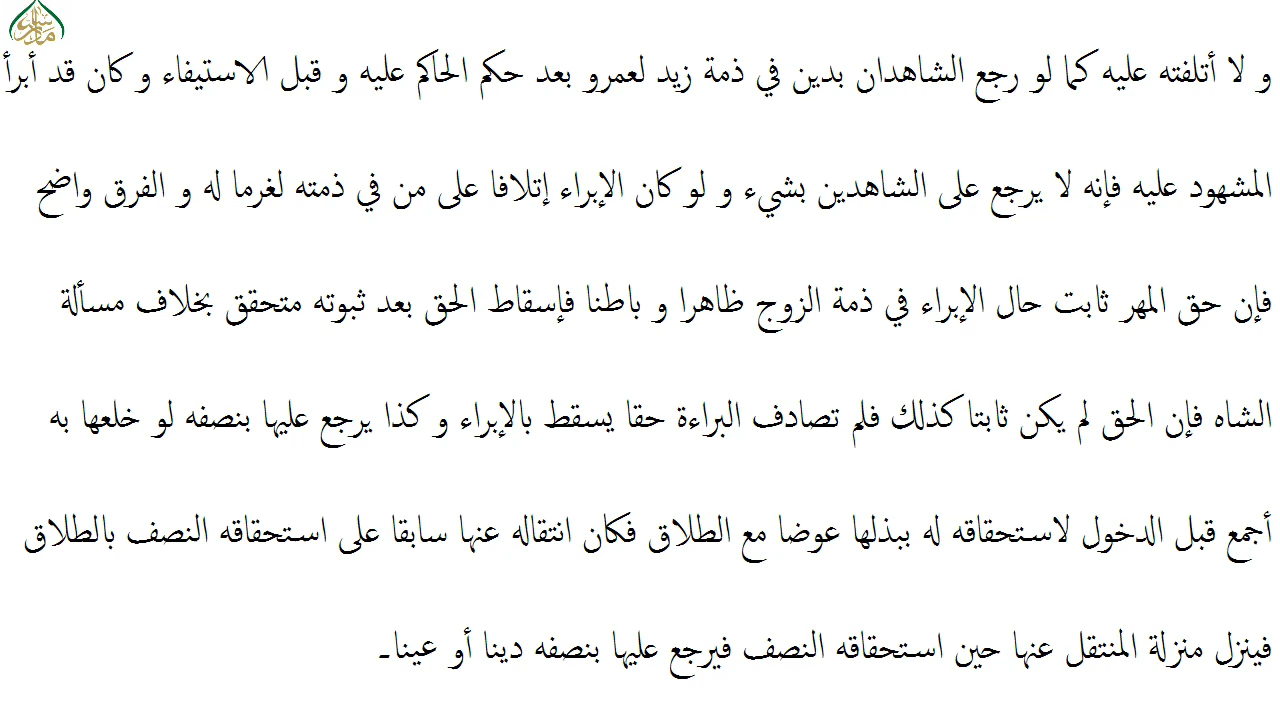 و لا أتلفته عليه كما لو رجع الشاهدان بدين في ذمة زيد لعمرو بعد حكم الحاكم عليه و قبل الاستيفاء و كان قد أبرأ
المشهود عليه فإنه لا يرجع على الشاهدين بشيء و لو كان الإبراء إتلافا على من في ذمته لغرما له و الفرق واضح
فإن حق المهر ثابت حال الإبراء في ذمة الزوج ظاهرا و باطنا فإسقاط الحق بعد ثبوته متحقق بخلاف مسألة
الشاه فإن الحق لم يكن ثابتا كذلك فلم تصادف البراءة حقا يسقط بالإبراء و كذا يرجع عليها بنصفه لو خلعها به
أجمع قبل الدخول لاستحقاقه له ببذلها عوضا مع الطلاق فكان انتقاله عنها سابقا على استحقاقه النصف بالطلاق
فينزل منزلة المنتقل عنها حين استحقاقه النصف فيرجع عليها بنصفه دينا أو عينا۔